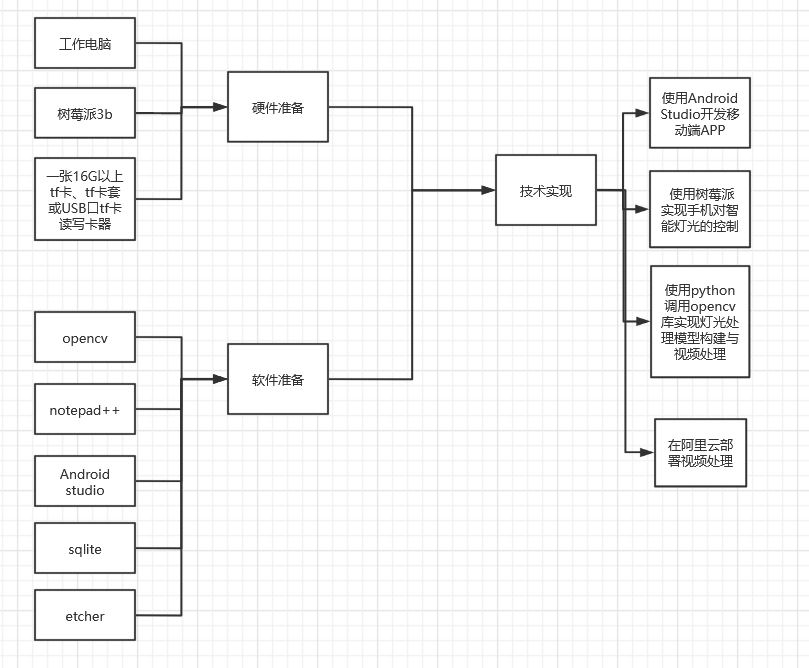 工作电脑
树莓派3b
一张16G以上
tf卡、tf卡套
或USB口tf卡
读写卡器
硬件准备
opencv
notepad++
Android
studio
sqlite
etcher
软件准备
技术实现
使用Android
Studio开发移
动端APP
使用树莓派
实现手机对智
能灯光的控制
使用python
调用opencv
库实现灯光处
理模型构建与
视频处理
在阿里云部
署视频处理